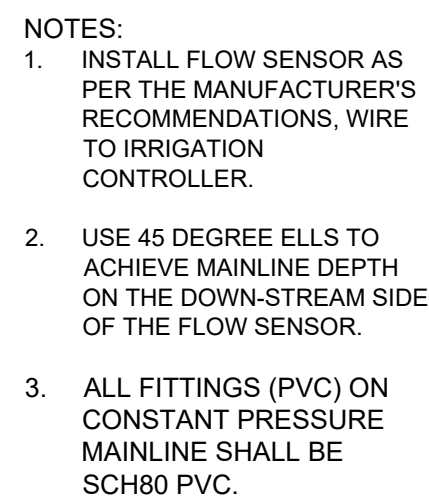 NOTES:
1. INSTALL FLOW SENSOR AS
PER THE MANUFACTURER'S
RECOMMENDATIONS, WIRE
TO IRRIGATION
CONTROLLER.
2. USE 45 DEGREE ELLS TO
ACHIEVE MAINLINE DEPTH
ON THE DOWN-STREAM SIDE
OF THE FLOW SENSOR.
3. ALL FITTINGS (PVC) ON
CONSTANT PRESSURE
MAINLINE SHALL BE
SCH80 PVC.